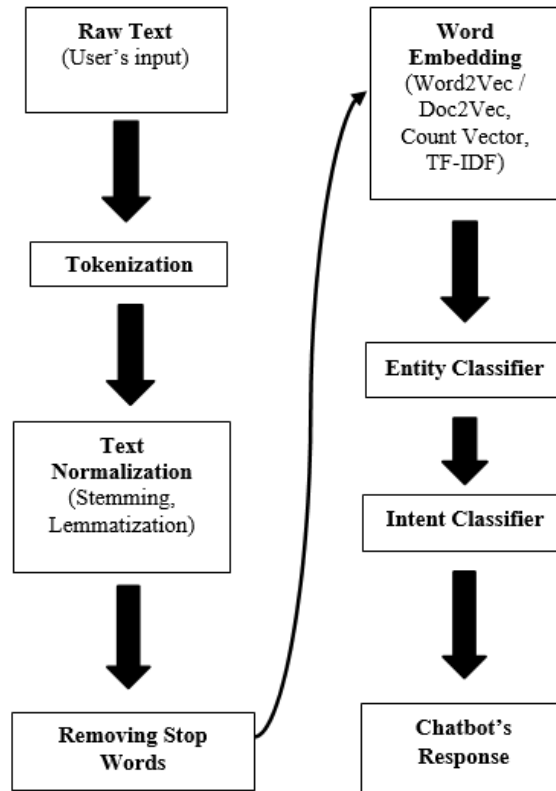 Raw Text
(User's input)
Tokenization
Text
Normalization
(Stemming,
Lemmatization)
Removing Stop
Words
Word
Embedding
(Word2Vec /
Doc2Vec,
Count Vector,
TF-IDF)
Entity Classifier
Intent Classifier
Chatbot's
Response